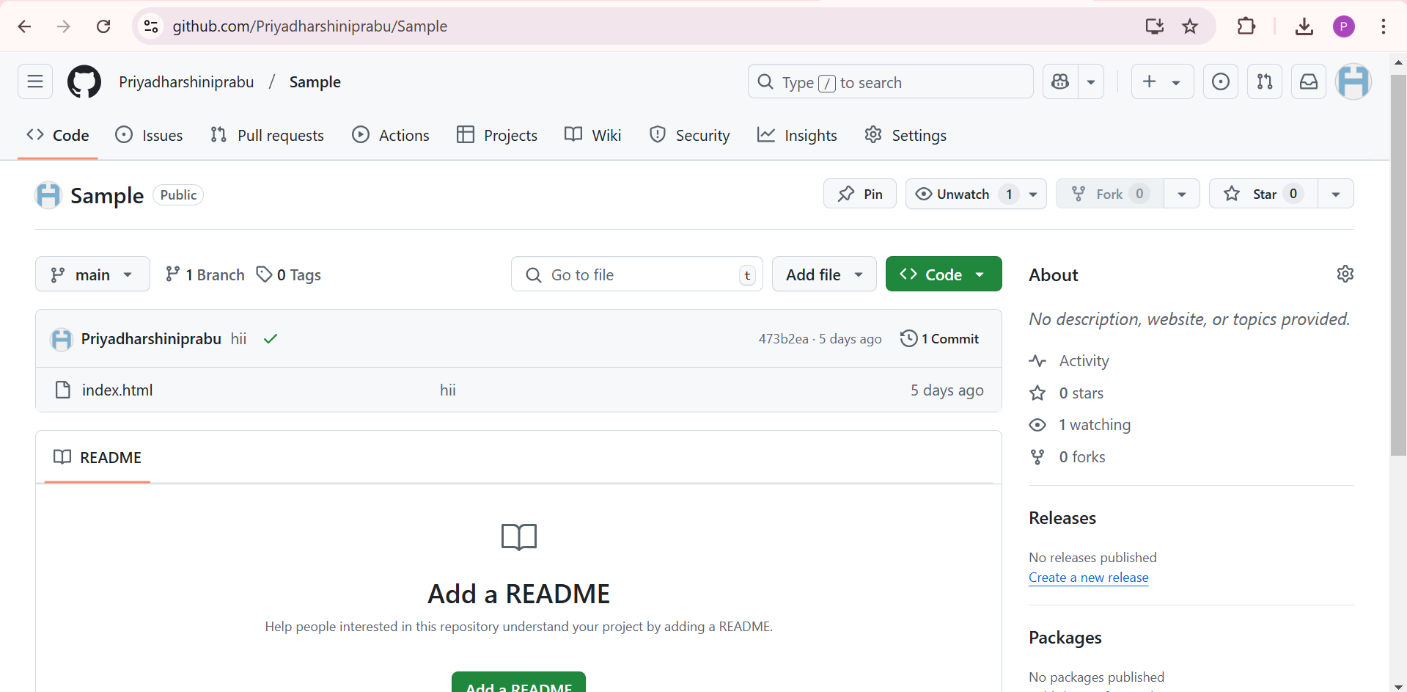 github.com/Priyadharshiniprabu/Sample
P
Priyadharshiniprabu / Sample
Type / to search
Code Issues Pull requests Actions Projects Wiki Security Insights Settings
Sample Public
Pin Unwatch 1 Fork 0 Star 0
main 1 Branch 0 Tags Go to file t Add file Code
Priyadharshiniprabu hii 473b2ea · 5 days ago 1 Commit
index.html hii 5 days ago
README
Add a README
Help people interested in this repository understand your project by adding a README.
Add a README
About
No description, website, or topics provided.
Activity
0 stars
1 watching
0 forks
Releases
No releases published
Create a new release
Packages
No packages published